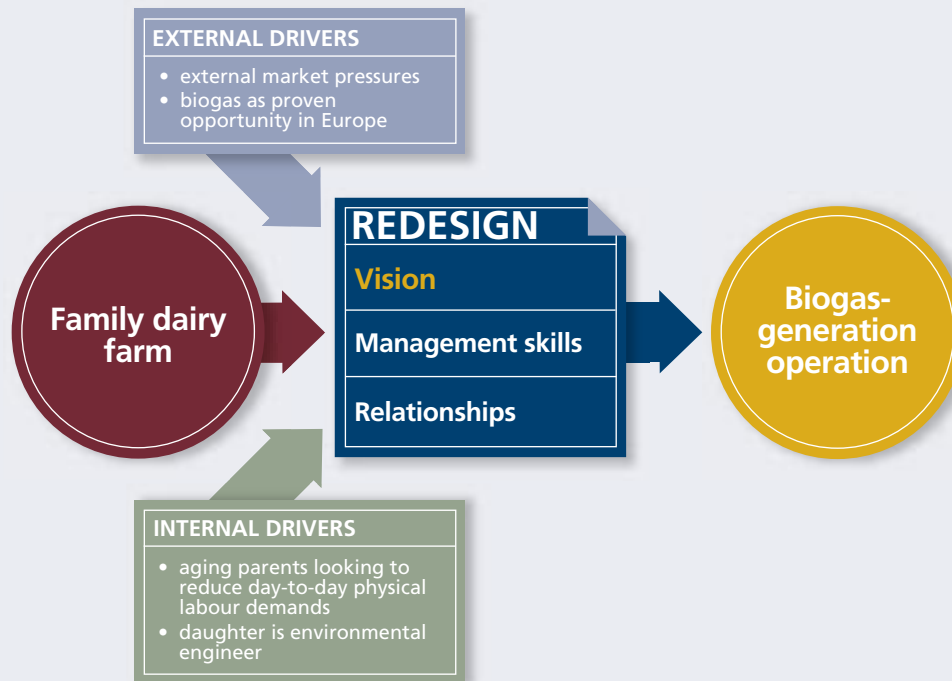 EXTERNAL DRIVERS
• external market pressures
• biogas as proven
opportunity in Europe
Family dairy
farm
REDESIGN
Vision
Management skills
Relationships
Biogas-
generation
operation
INTERNAL DRIVERS
• aging parents looking to
reduce day-to-day physical
labour demands
• daughter is environmental
engineer